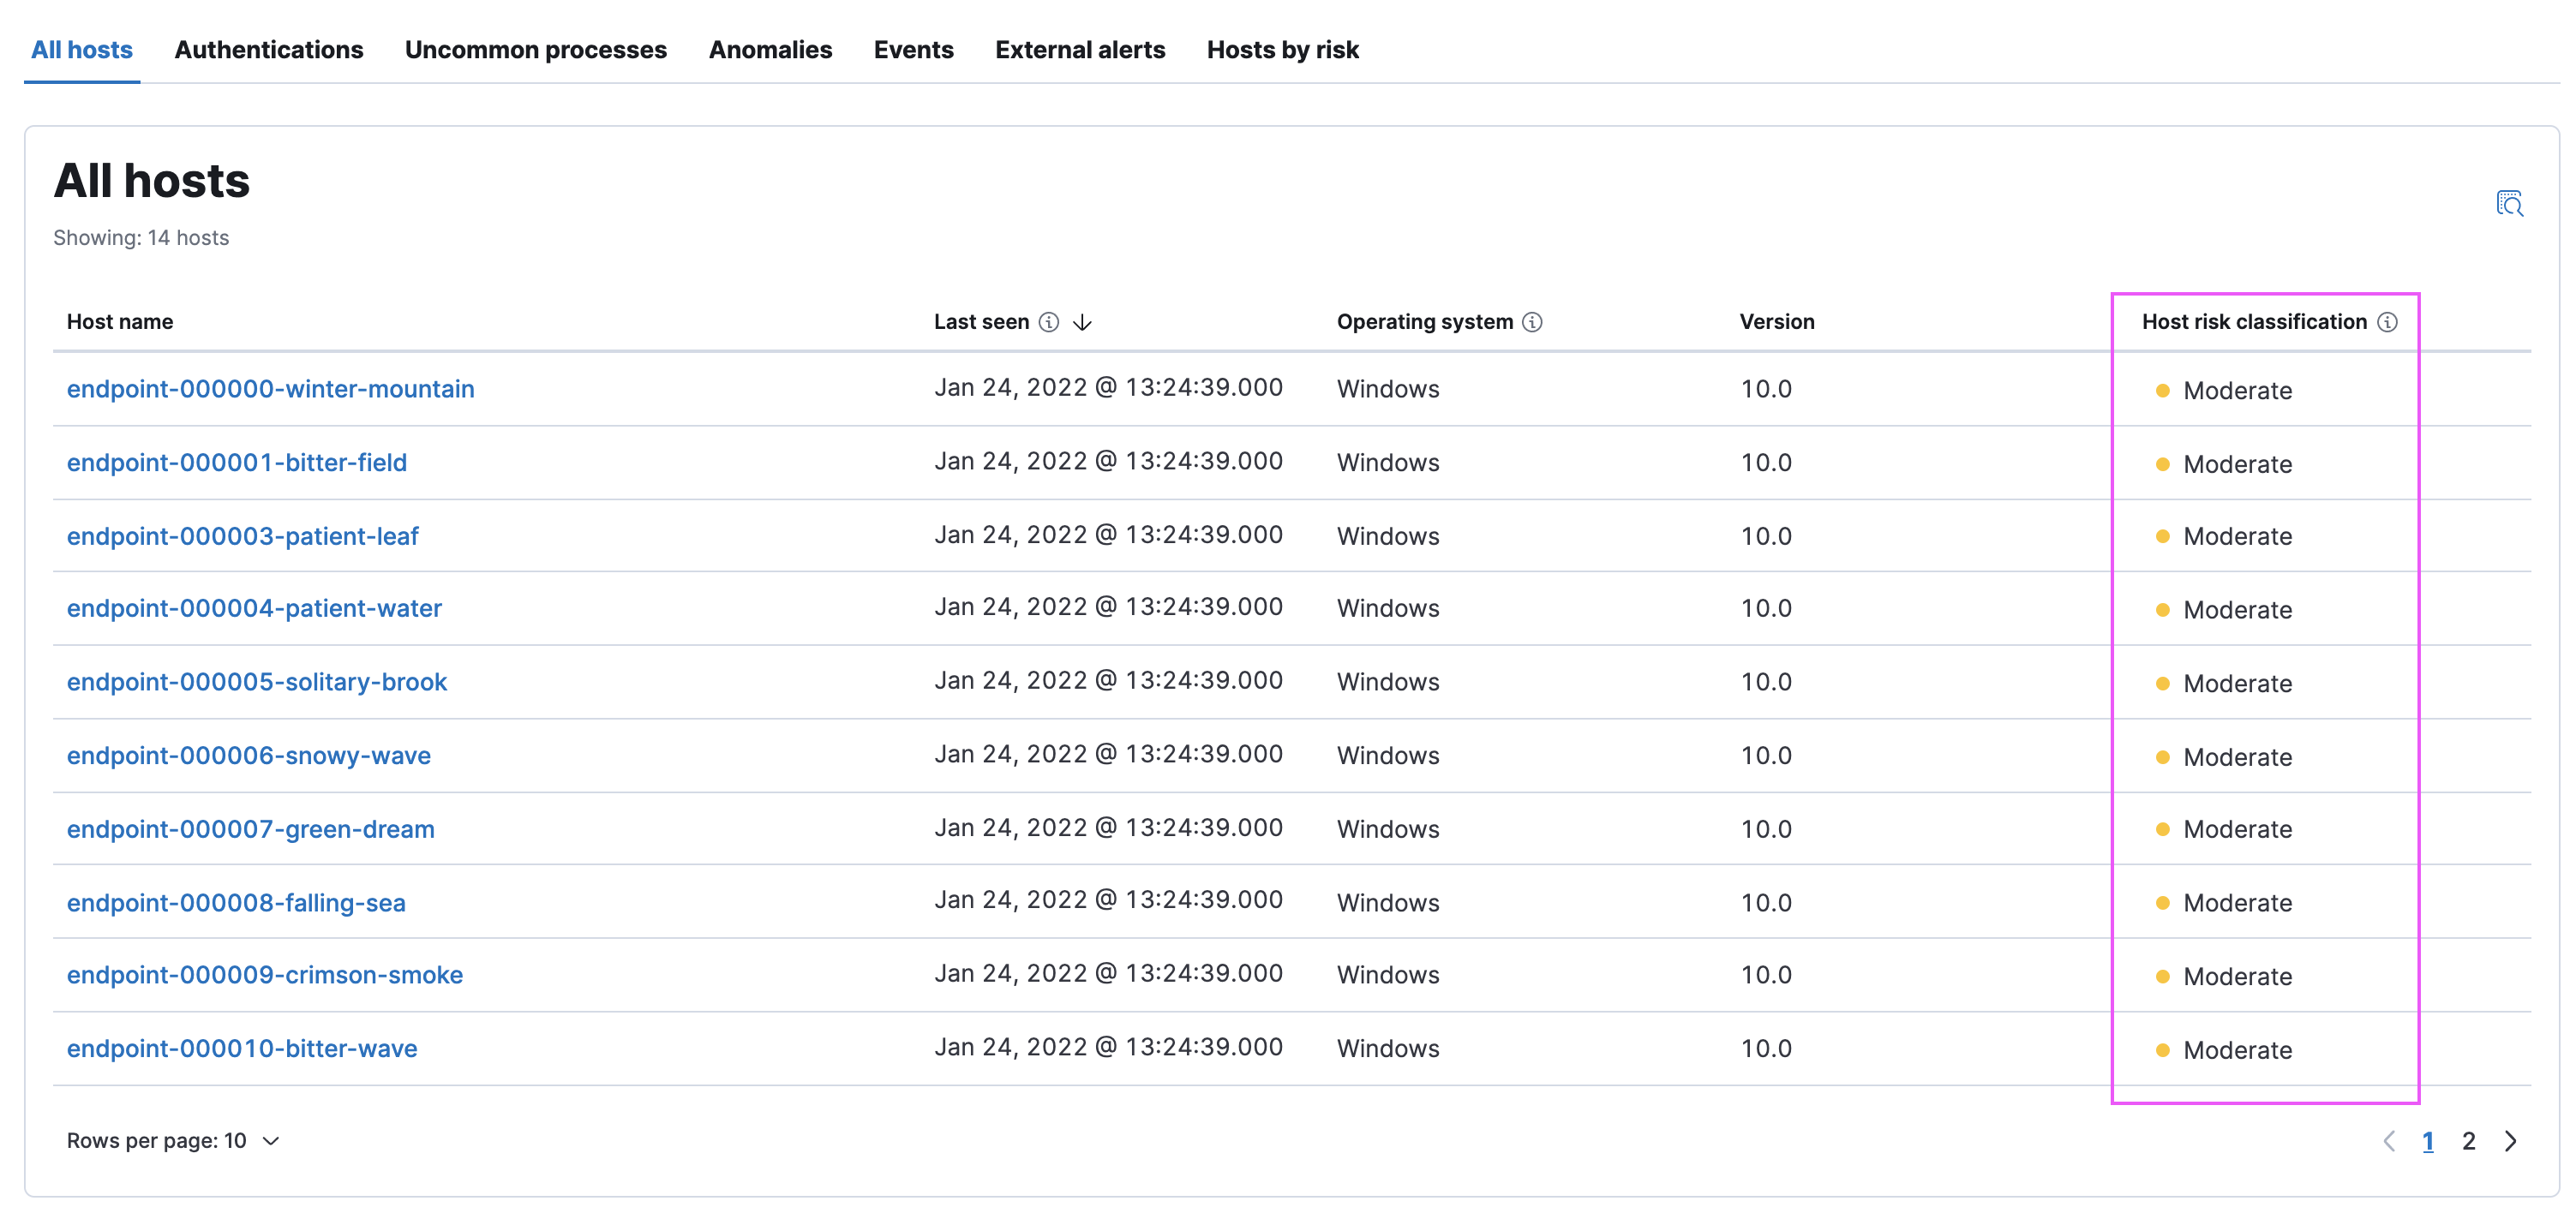 All hosts Authentications Uncommon processes Anomalies Events External alerts Hosts by risk
All hosts
Showing: 14 hosts
Host name Last seen Operating system Version Host risk classification
endpoint-000000-winter-mountain Jan 24, 2022 @ 13:24:39.000 Windows 10.0 Moderate
endpoint-000001-bitter-field Jan 24, 2022 @ 13:24:39.000 Windows 10.0 Moderate
endpoint-000003-patient-leaf Jan 24, 2022 @ 13:24:39.000 Windows 10.0 Moderate
endpoint-000004-patient-water Jan 24, 2022 @ 13:24:39.000 Windows 10.0 Moderate
endpoint-000005-solitary-brook Jan 24, 2022 @ 13:24:39.000 Windows 10.0 Moderate
endpoint-000006-snowy-wave Jan 24, 2022 @ 13:24:39.000 Windows 10.0 Moderate
endpoint-000007-green-dream Jan 24, 2022 @ 13:24:39.000 Windows 10.0 Moderate
endpoint-000008-falling-sea Jan 24, 2022 @ 13:24:39.000 Windows 10.0 Moderate
endpoint-000009-crimson-smoke Jan 24, 2022 @ 13:24:39.000 Windows 10.0 Moderate
endpoint-000010-bitter-wave Jan 24, 2022 @ 13:24:39.000 Windows 10.0 Moderate
Rows per page: 10 1 2